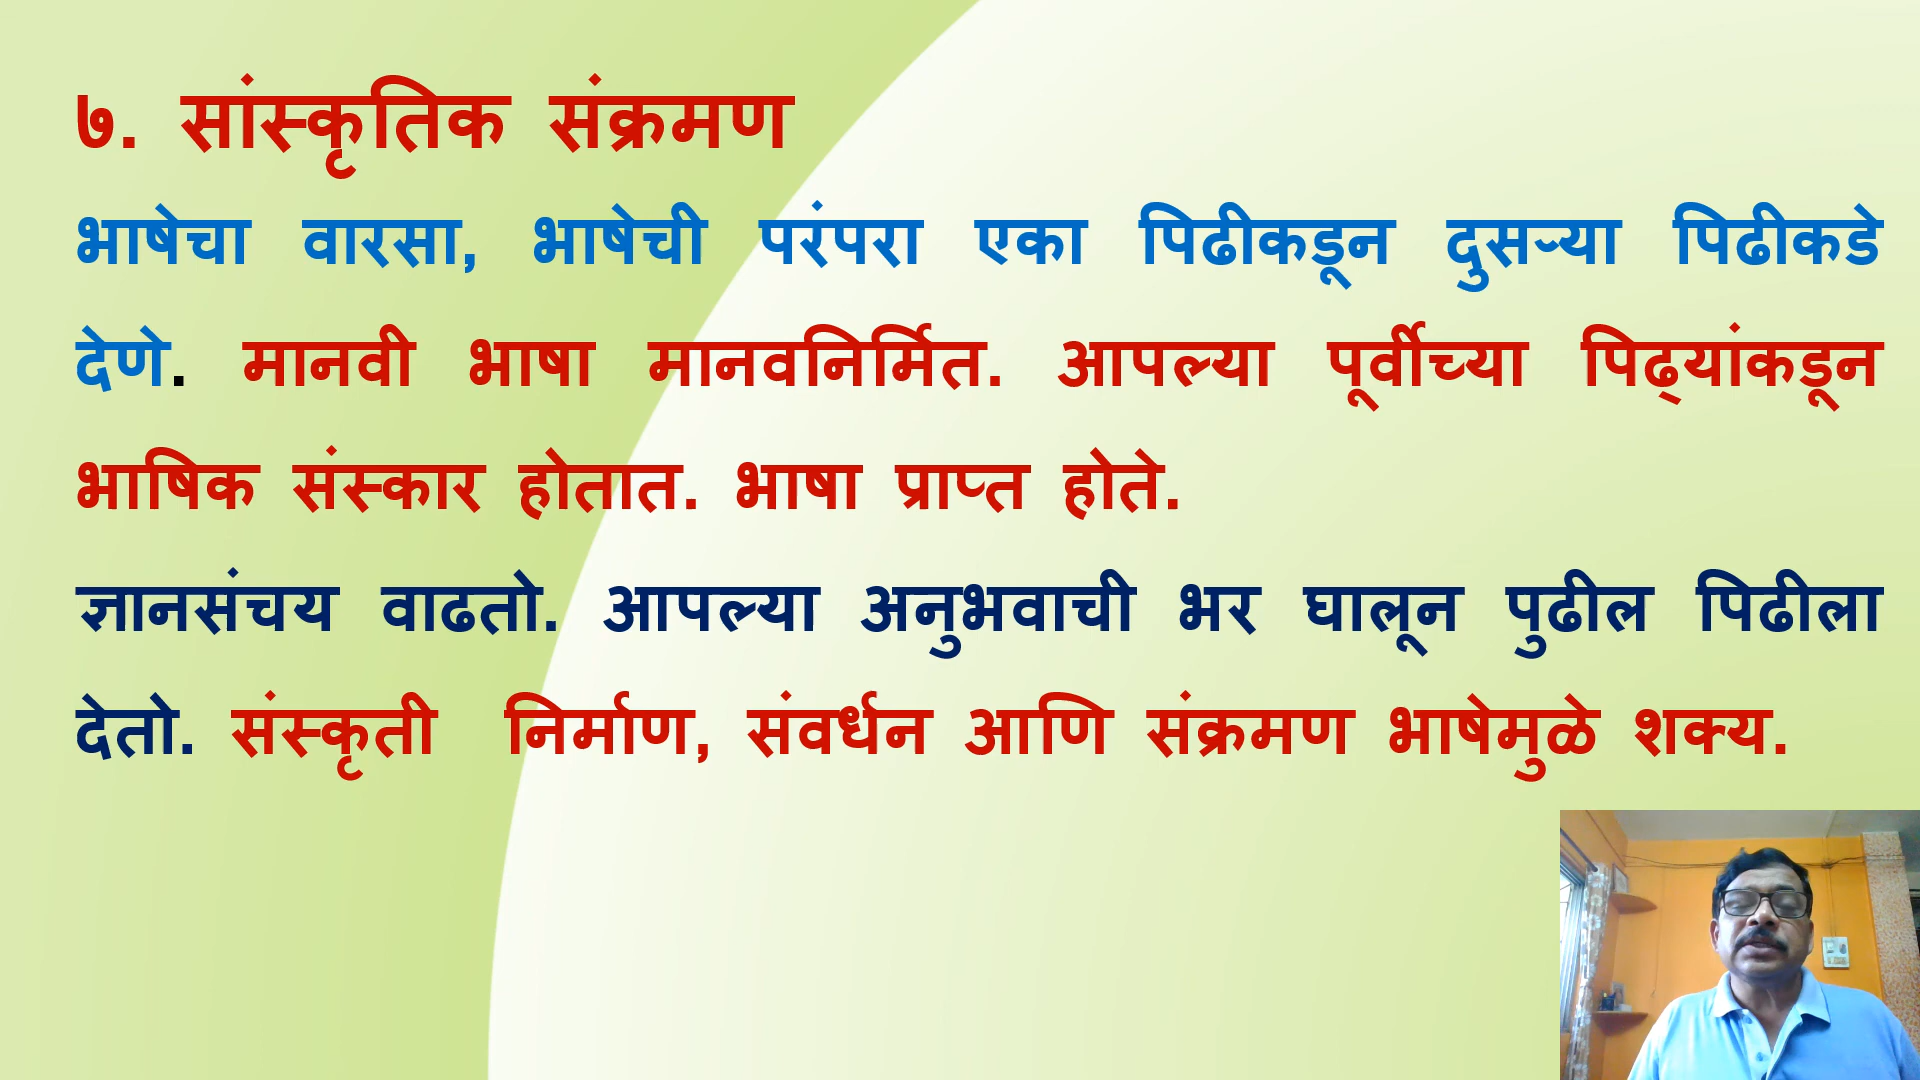 ७. सांस्कृतिक संक्रमण
भाषेचा वारसा, भाषेची परंपरा एका पिढीकडून दुसऱ्या पिढीकडे
देणे. मानवी भाषा मानवनिर्मित. आपल्या पूर्वीच्या पिढ्यांकडून
भाषिक संस्कार होतात. भाषा प्राप्त होते.
ज्ञानसंचय वाढतो. आपल्या अनुभवाची भर घालून पुढील पिढीला
देतो. संस्कृती निर्माण, संवर्धन आणि संक्रमण भाषेमुळे शक्य.